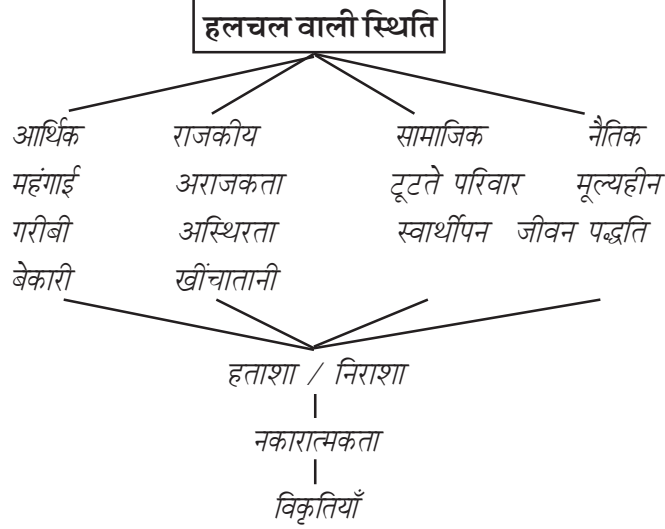 हलचल वाली स्थिति
आर्थिक राजकीय सामाजिक नैतिक
महंगाई अराजकता टूटते परिवार मूल्यहीन
गरीबी अस्थिरता स्वार्थीपन जीवन पद्धति
बेकारी खींचातानी
हताशा / निराशा
नकारात्मकता
विकृतियाँ